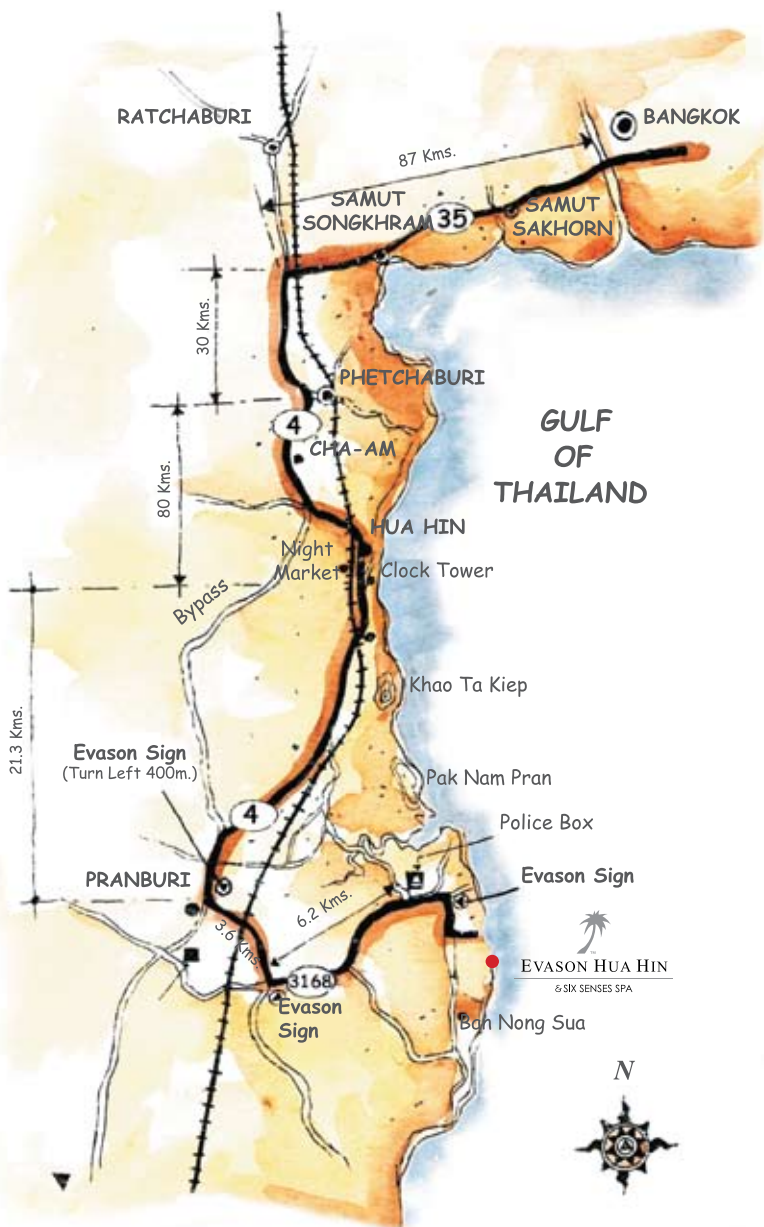 RATCHABURI
BANGKOK
87 Kms.
SAMUT
SONGKHRAM
35
SAMUT
SAKHORN
30 Kms.
PHETCHABURI
4
CHA-AM
GULF
OF
THAILAND
80 Kms.
HUA HIN
Night
Market
Clock Tower
Bypass
Khao Ta Kiep
21.3 Kms.
Evason Sign
(Turn Left 400m.)
Pak Nam Pran
4
Police Box
PRANBURI
Evason Sign
6.2 Kms.
3.6 Kms.
EVASON HUA HIN
& SIX SENSES SPA
3168
Evason
Sign
Ban Nong Sua
N